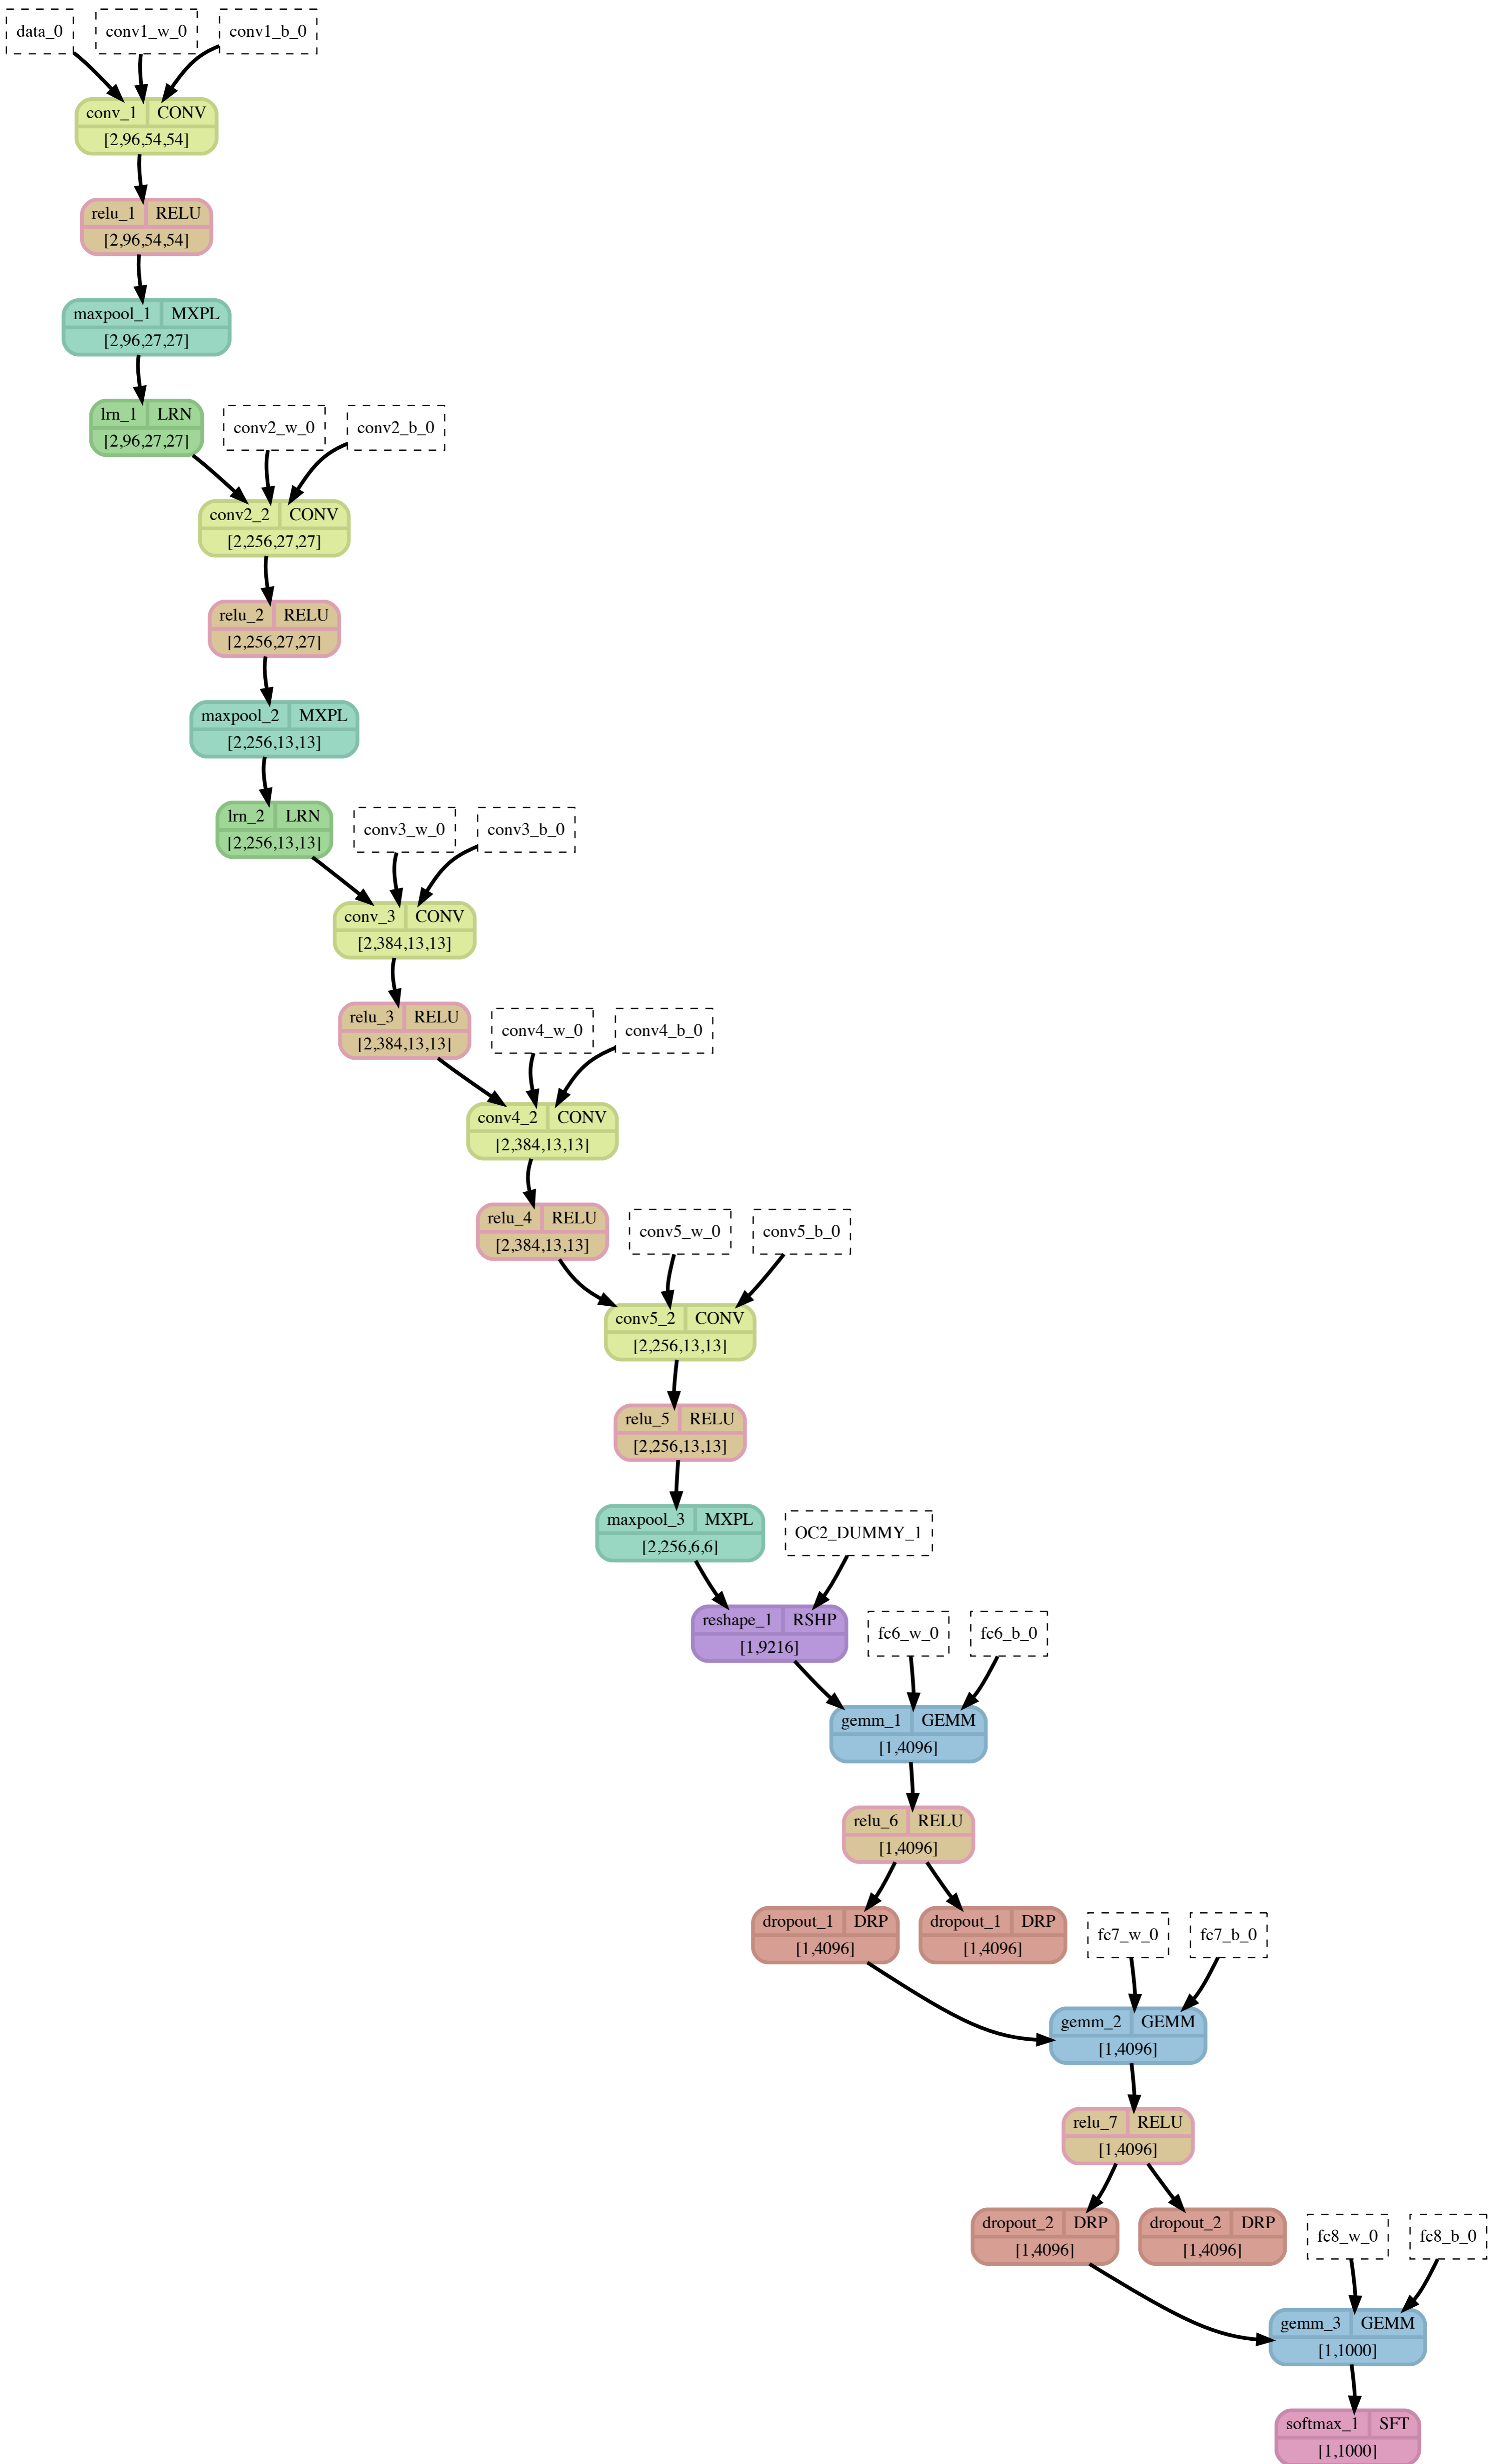 data_0 conv1_w_0 conv1_b_0
conv_1 CONV
[2,96,54,54]
relu_1 RELU
[2,96,54,54]
maxpool_1 MXPL
[2,96,27,27]
lrn_1 LRN
[2,96,27,27]
conv2_w_0 conv2_b_0
conv2_2 CONV
[2,256,27,27]
relu_2 RELU
[2,256,27,27]
maxpool_2 MXPL
[2,256,13,13]
lrn_2 LRN
[2,256,13,13]
conv3_w_0 conv3_b_0
conv_3 CONV
[2,384,13,13]
relu_3 RELU
[2,384,13,13]
conv4_w_0 conv4_b_0
conv4_2 CONV
[2,384,13,13]
relu_4 RELU
[2,384,13,13]
conv5_w_0 conv5_b_0
conv5_2 CONV
[2,256,13,13]
relu_5 RELU
[2,256,13,13]
maxpool_3 MXPL
[2,256,6,6]
OC2_DUMMY_1
reshape_1 RSHP
[1,9216]
fc6_w_0 fc6_b_0
gemm_1 GEMM
[1,4096]
relu_6 RELU
[1,4096]
dropout_1 DRP
[1,4096]
dropout_1 DRP
[1,4096]
fc7_w_0 fc7_b_0
gemm_2 GEMM
[1,4096]
relu_7 RELU
[1,4096]
dropout_2 DRP
[1,4096]
dropout_2 DRP
[1,4096]
fc8_w_0 fc8_b_0
gemm_3 GEMM
[1,1000]
softmax_1 SFT
[1,1000]